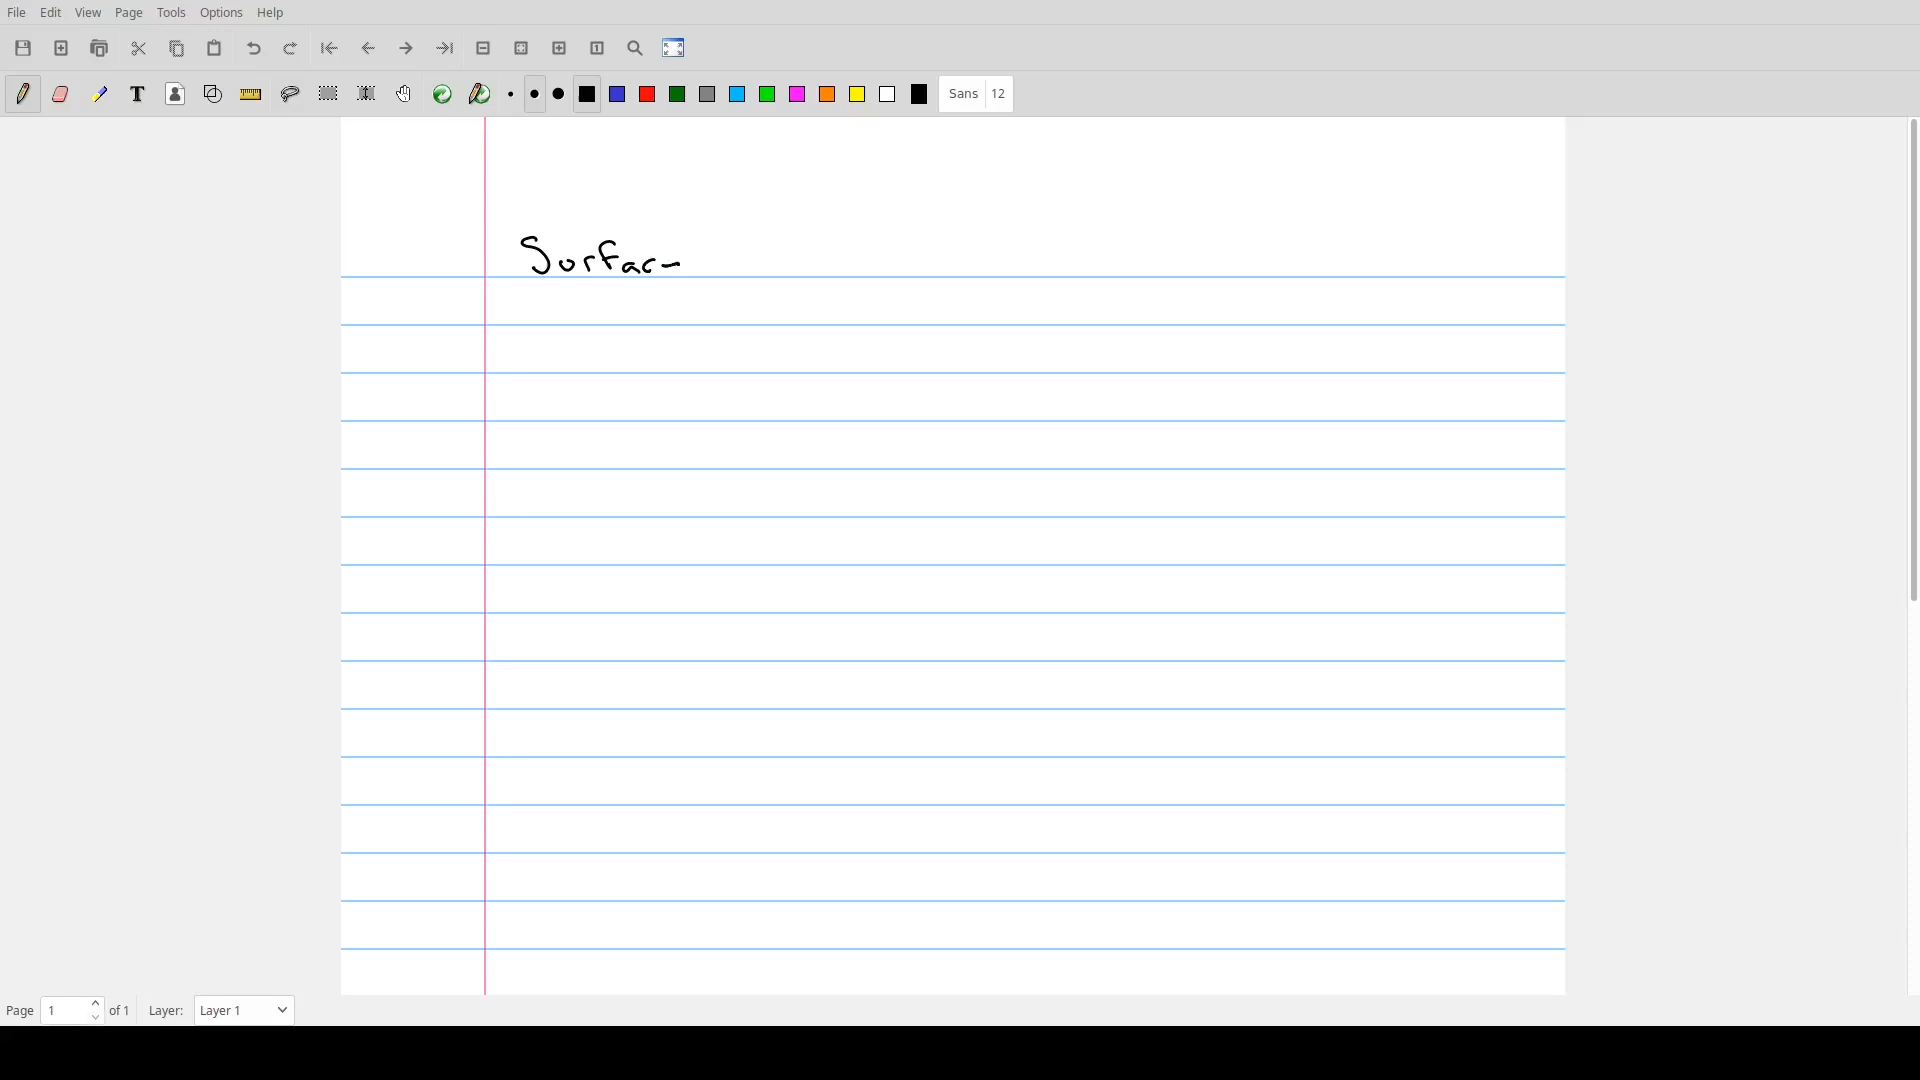 File Edit View Page Tools Options Help
Sans 12
Surfac-
Page 1 of 1 Layer: Layer 1